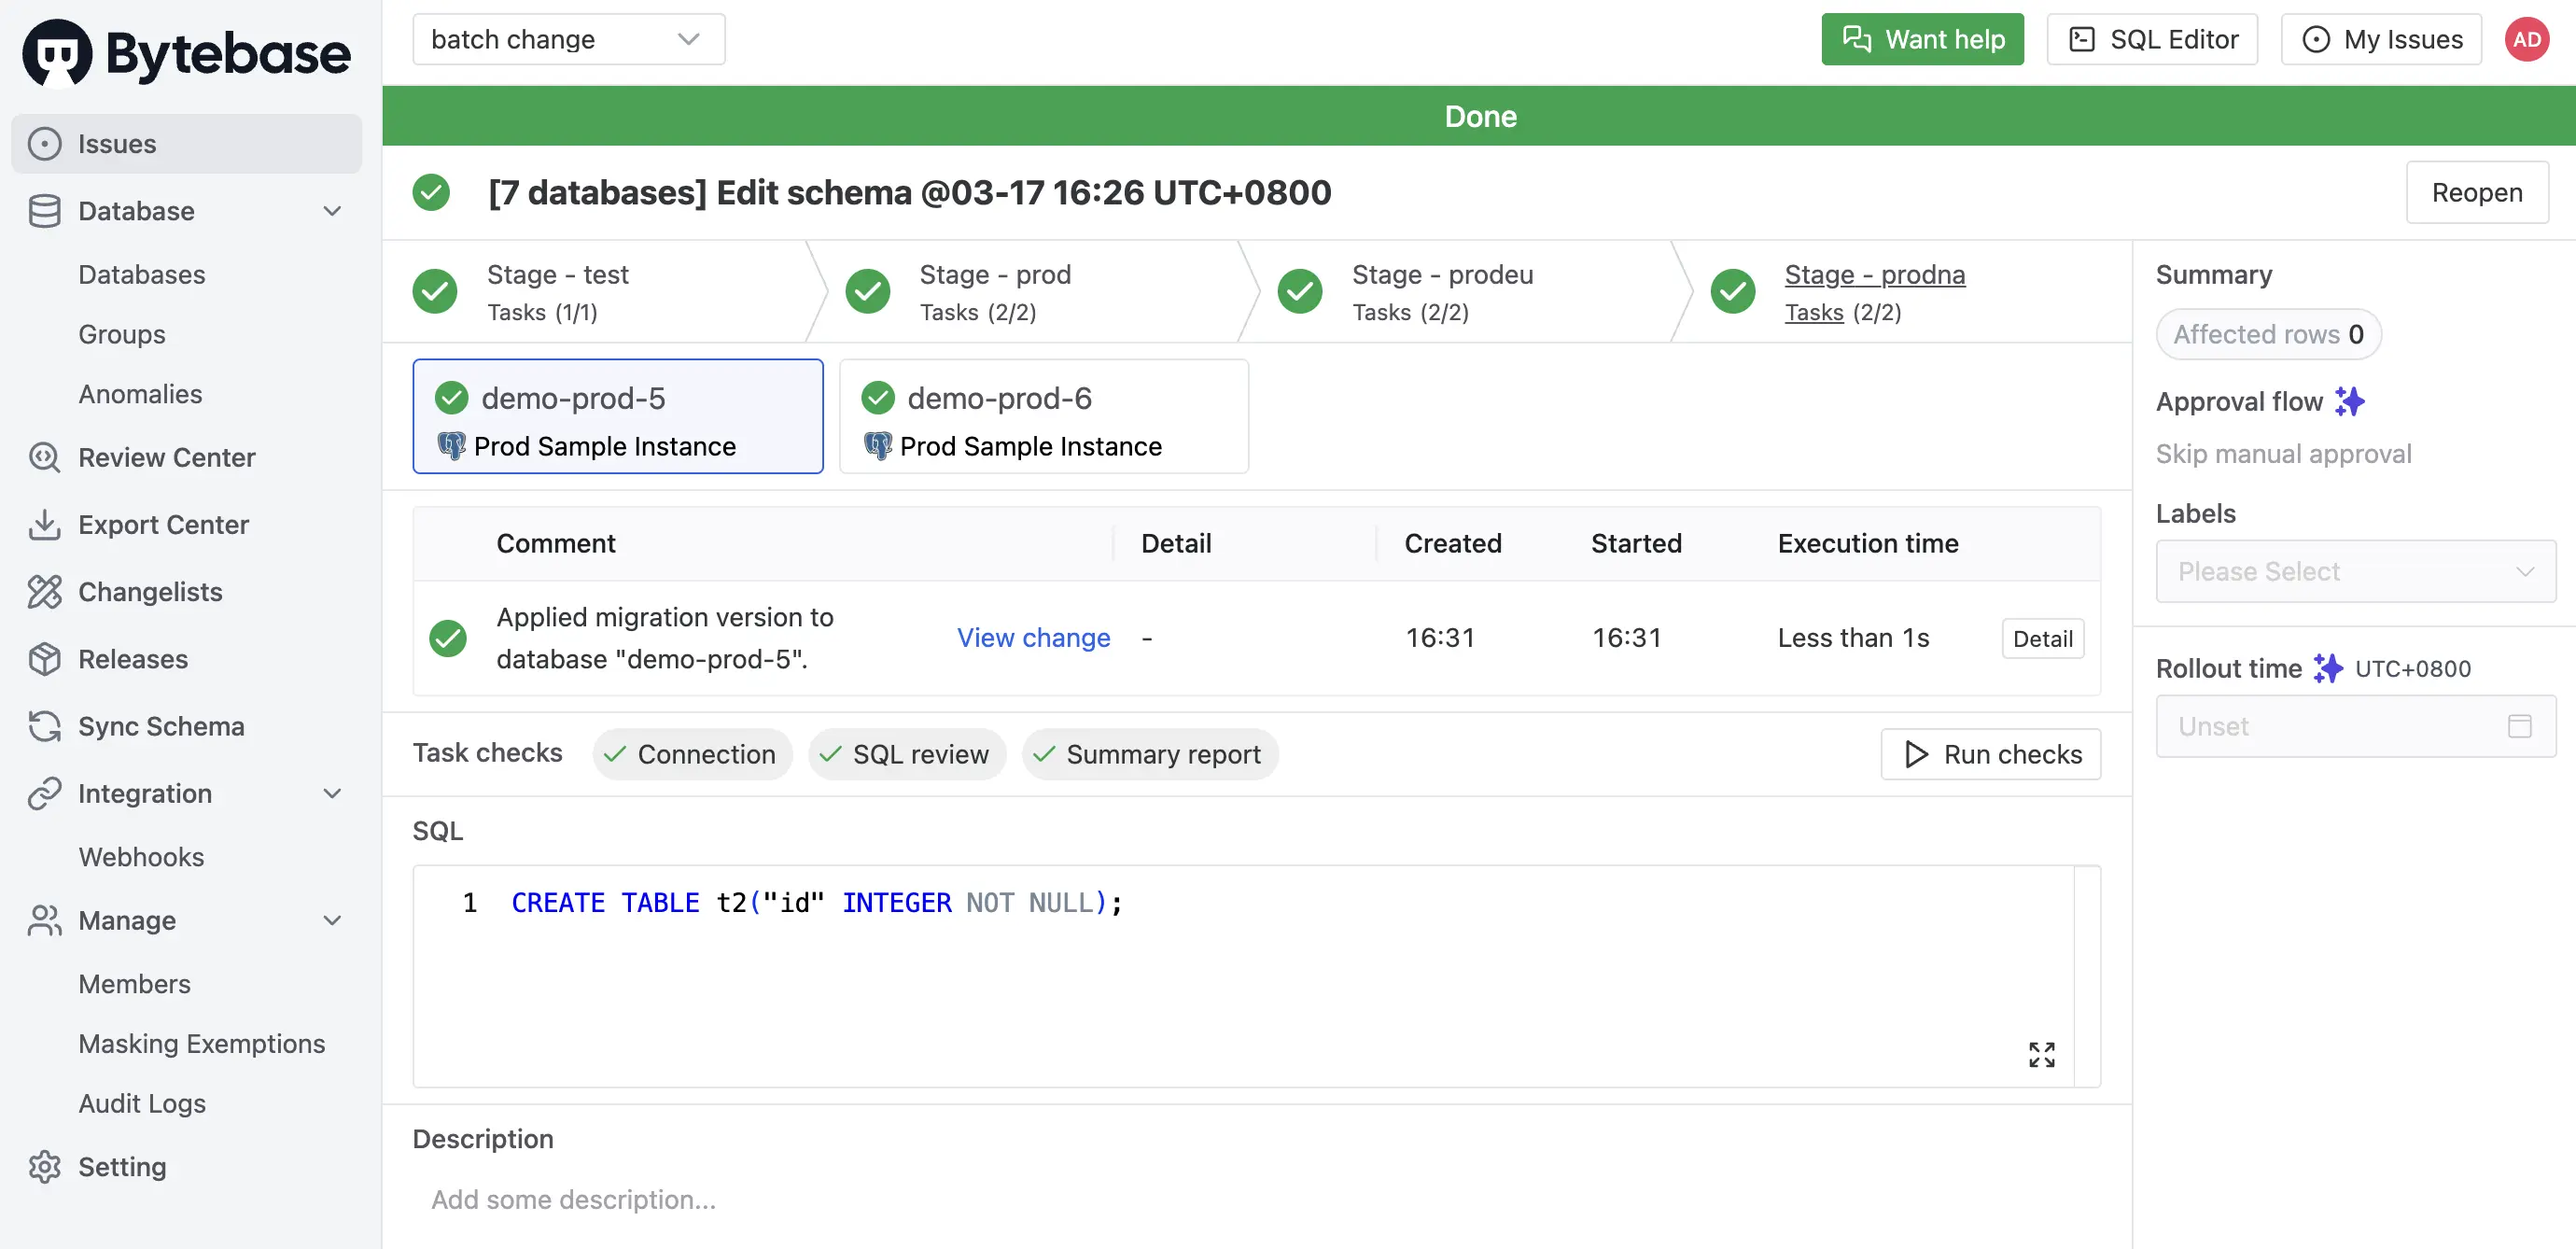 Bytebase
batch change
Want help
SQL Editor
My Issues
AD
Issues
Database
Databases
Groups
Anomalies
Review Center
Export Center
Changelists
Releases
Sync Schema
Integration
Webhooks
Manage
Members
Masking Exemptions
Audit Logs
Setting
Done
[7 databases] Edit schema @03-17 16:26 UTC+0800
Reopen
Stage - test
Tasks (1/1)
Stage - prod
Tasks (2/2)
Stage - prodeu
Tasks (2/2)
Stage - prodna
Tasks (2/2)
demo-prod-5
Prod Sample Instance
demo-prod-6
Prod Sample Instance
Comment Detail Created Started Execution time
Applied migration version to
database "demo-prod-5".
View change - 16:31 16:31 Less than 1s Detail
Task checks Connection SQL review Summary report Run checks
SQL
1 CREATE TABLE t2("id" INTEGER NOT NULL);
Description
Add some description...
Summary
Affected rows 0
Approval flow
Skip manual approval
Labels
Please Select
Rollout time UTC+0800
Unset